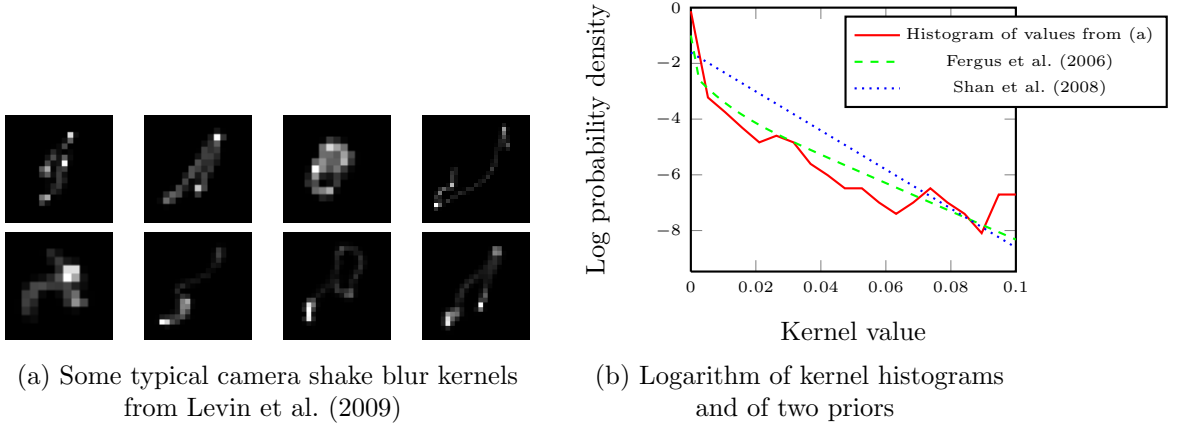 Log probability density
0
−2
−4
−6
−8
Histogram of values from (a)
Fergus et al. (2006)
Shan et al. (2008)
0
0.02
0.04
0.06
0.08
0.1
Kernel value
(a) Some typical camera shake blur kernels
from Levin et al. (2009)
(b) Logarithm of kernel histograms
and of two priors